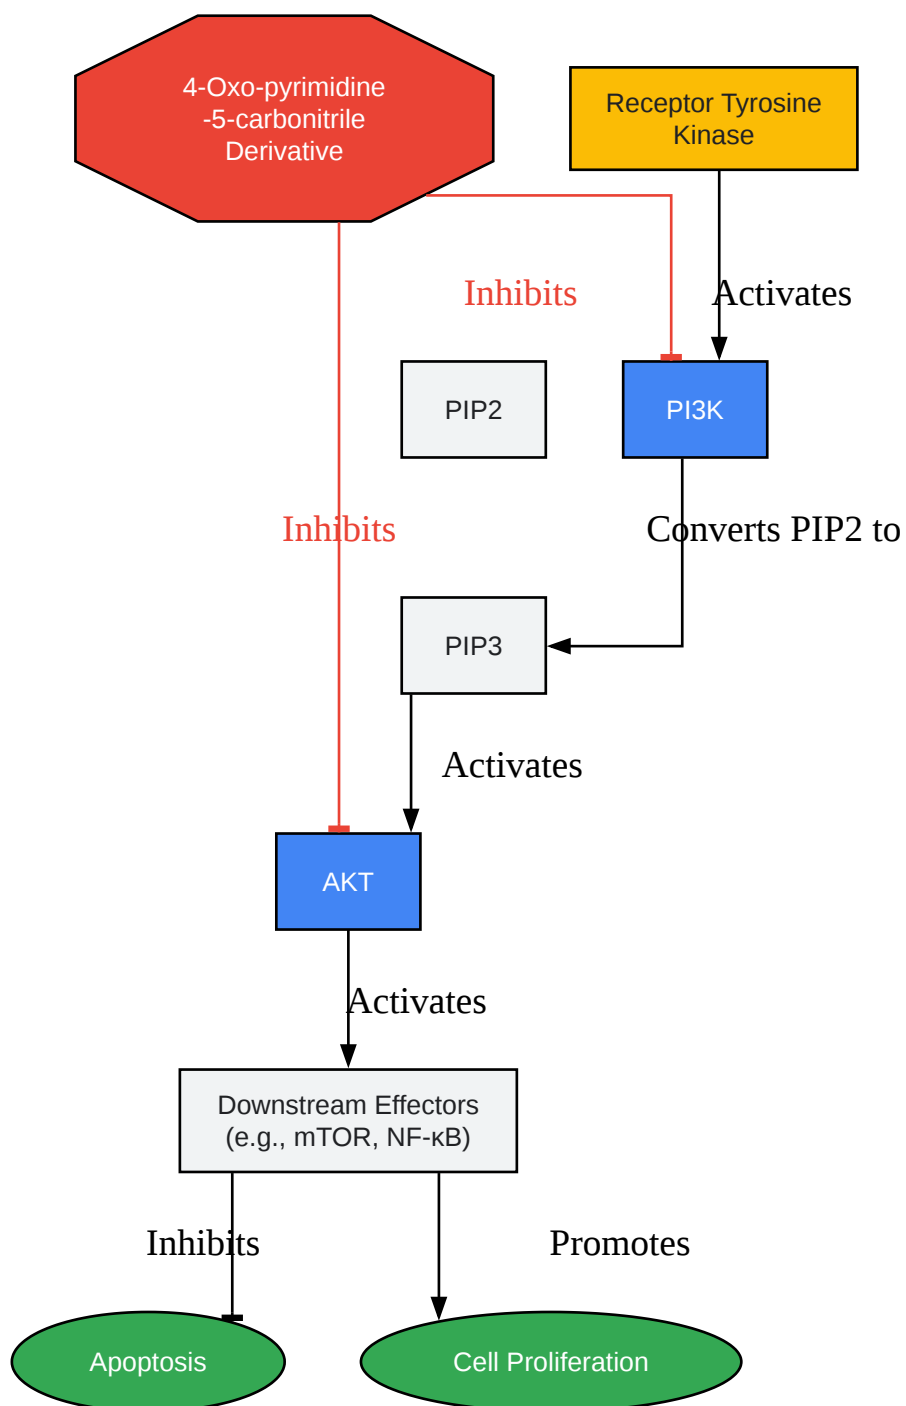 4-Oxo-pyrimidine
-5-carbonitrile
Derivative
Receptor Tyrosine
Kinase
Inhibits
Activates
PIP2
PI3K
Inhibits
Converts PIP2 to
PIP3
Activates
AKT
Activates
Downstream Effectors
(e.g., mTOR, NF-κB)
Inhibits
Promotes
Apoptosis
Cell Proliferation